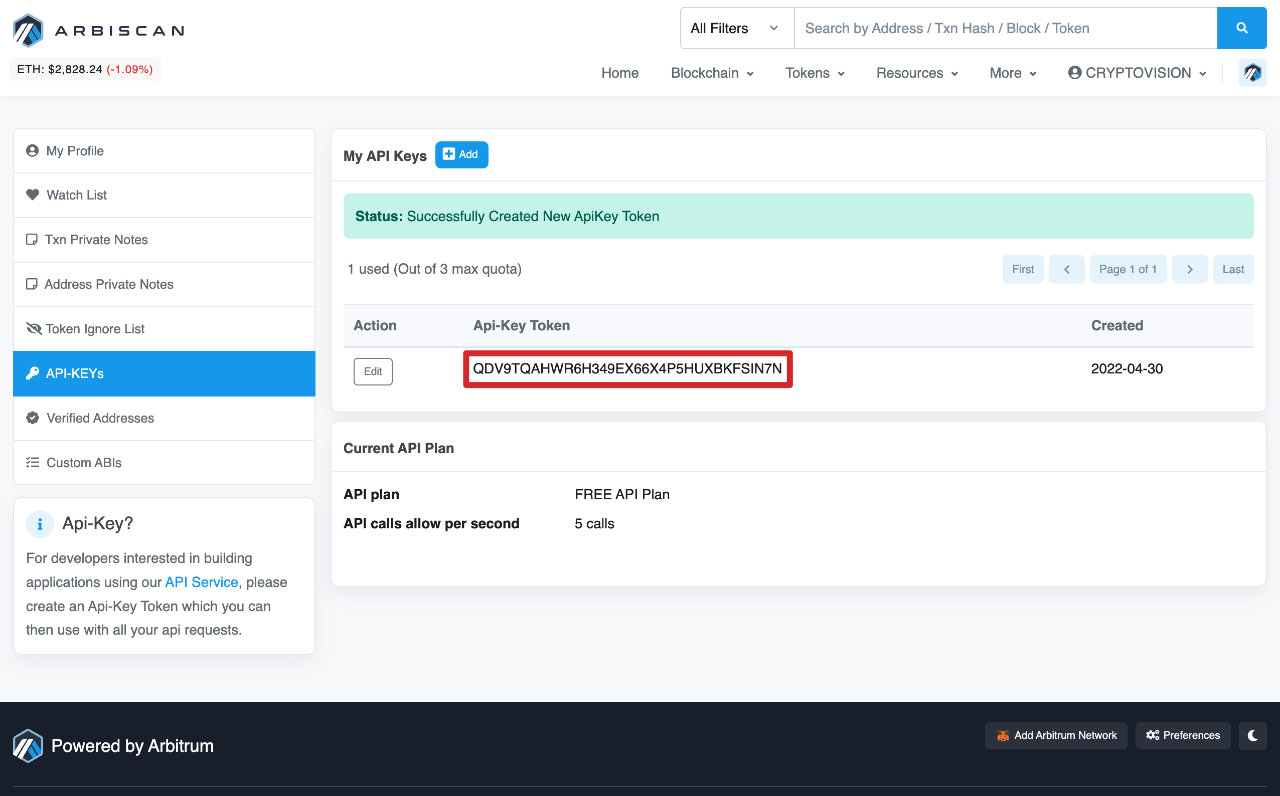 ARBISCAN
All Filters
Search by Address / Txn Hash / Block / Token
ETH: $2,828.24 (-1.09%)
Home Blockchain Tokens Resources More CRYPTOVISION
My Profile
Watch List
Txn Private Notes
Address Private Notes
Token Ignore List
API-KEYs
Verified Addresses
Custom ABIs
Api-Key?
For developers interested in building
applications using our API Service, please
create an Api-Key Token which you can
then use with all your api requests.
My API Keys Add
Status: Successfully Created New ApiKey Token
1 used (Out of 3 max quota)
First Page 1 of 1 Last
Action Api-Key Token Created
Edit QDV9TQAHWR6H349EX66X4P5HUXBKFSIN7N 2022-04-30
Current API Plan
API plan FREE API Plan
API calls allow per second 5 calls
Powered by Arbitrum
Add Arbitrum Network Preferences